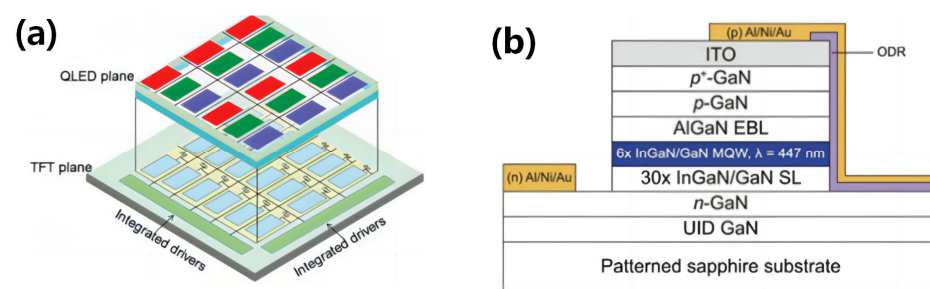 (a)
QLED plane
TFT plane
Integrated drivers
Integrated drivers
(b)
(p) Al/Ni/Au
ODR
ITO
p⁺-GaN
p-GaN
AlGaN EBL
6x InGaN/GaN MQW, λ = 447 nm
30x InGaN/GaN SL
(n) Al/Ni/Au
n-GaN
UID GaN
Patterned sapphire substrate